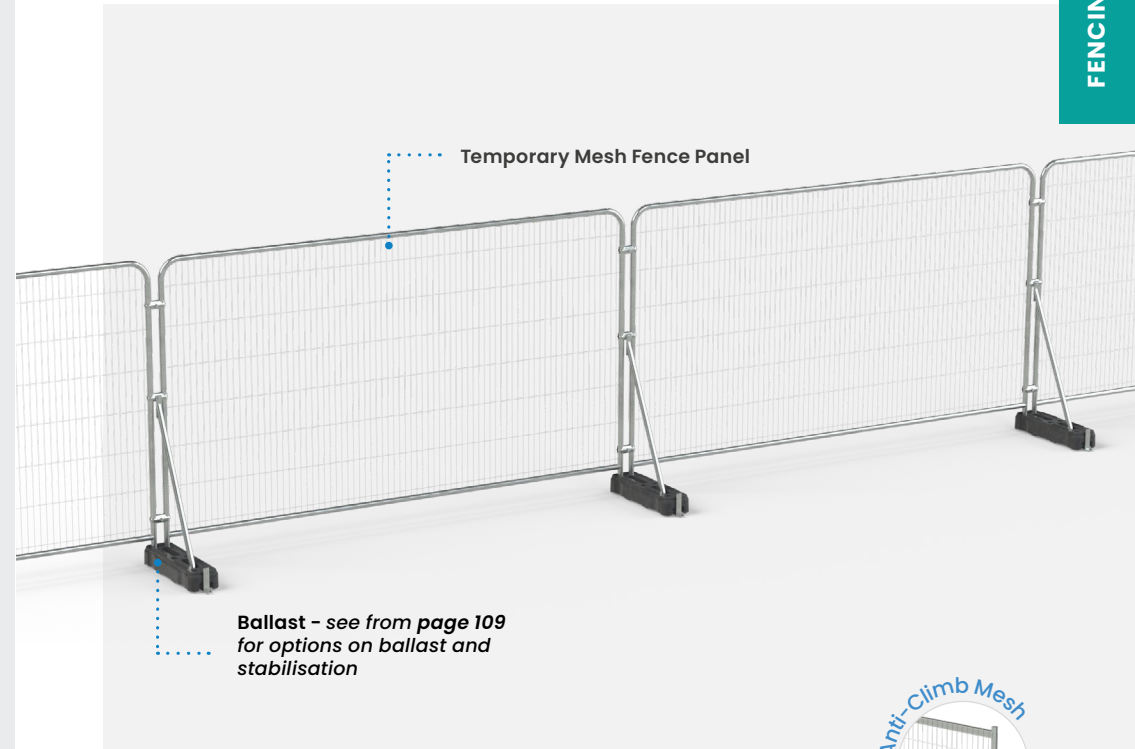 FENCIN
Temporary Mesh Fence Panel
Ballast - see from page 109
for options on ballast and
stabilisation
Anti-Climb Mesh